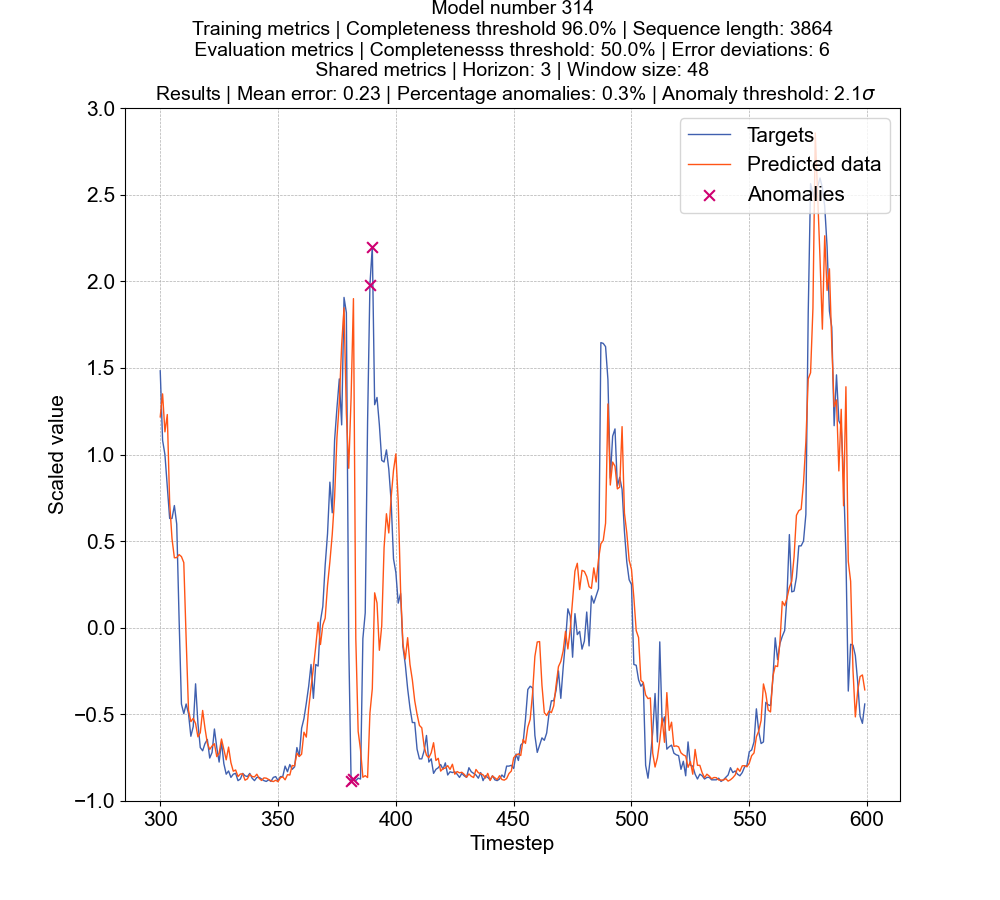 Model number 314
Training metrics | Completeness threshold 96.0% | Sequence length: 3864
Evaluation metrics | Completenesss threshold: 50.0% | Error deviations: 6
Shared metrics | Horizon: 3 | Window size: 48
Results | Mean error: 0.23 | Percentage anomalies: 0.3% | Anomaly threshold: 2.1σ
Targets
Predicted data
Anomalies
3.0
2.5
2.0
1.5
1.0
0.5
0.0
−0.5
−1.0
Scaled value
300
350
400
450
500
550
600
Timestep